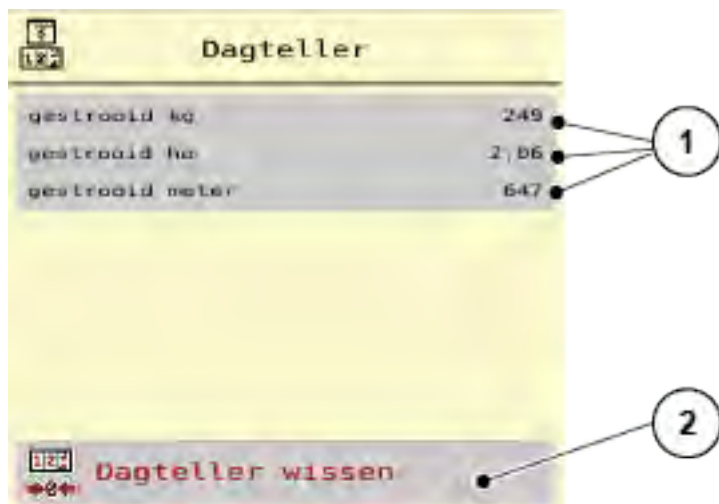 Dagteller
gestrooid kg 249
gestrooid ha 2,06
gestrooid meter 647
1
Dagteller wissen
2